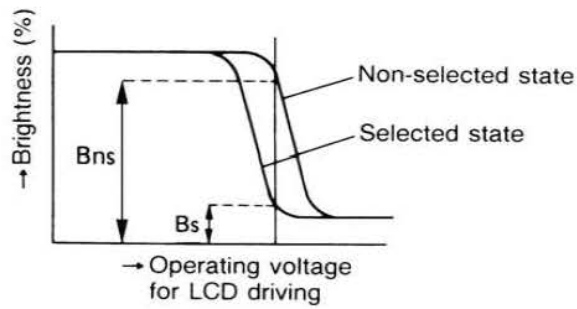 → Brightness (%)
Non-selected state
Selected state
Bns
Bs
→ Operating voltage
for LCD driving